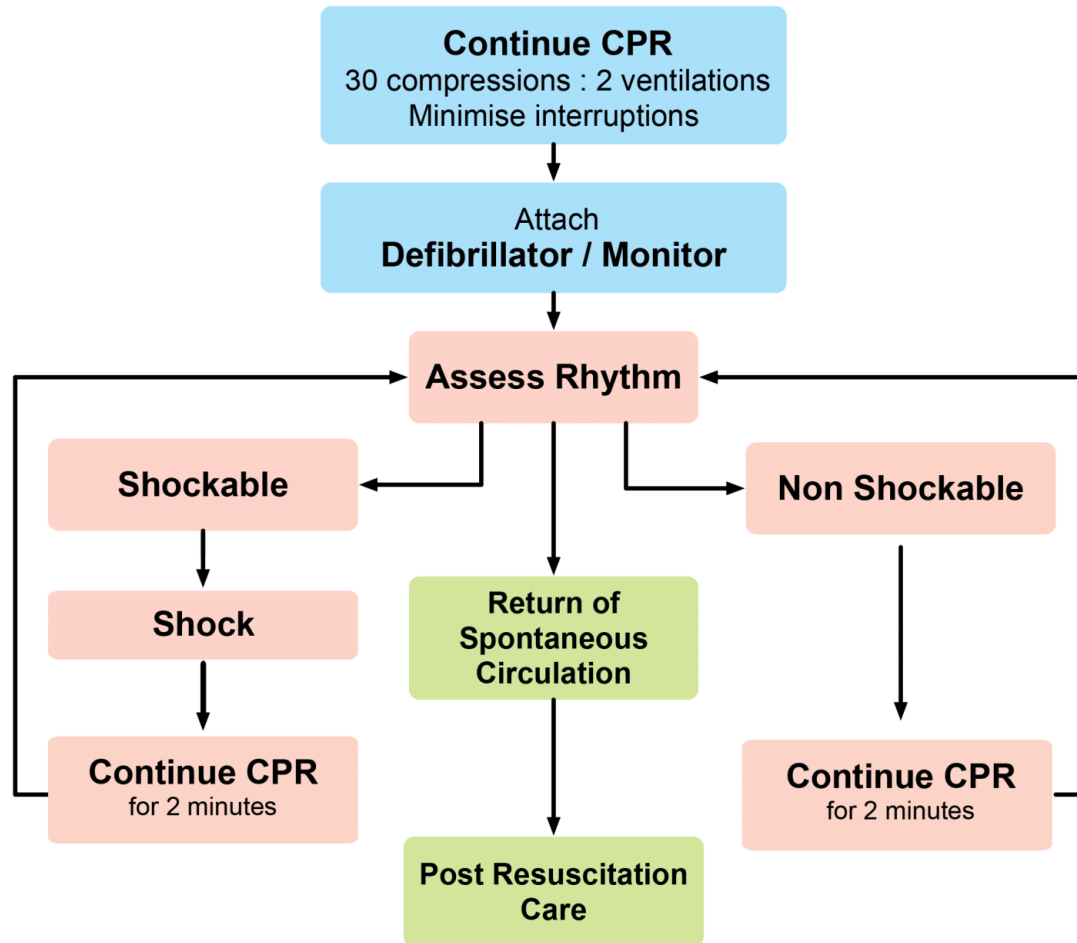 Continue CPR
30 compressions : 2 ventilations
Minimise interruptions
Attach
Defibrillator / Monitor
Assess Rhythm
Shockable
Non Shockable
Shock
Return of
Spontaneous
Circulation
Continue CPR
for 2 minutes
Continue CPR
for 2 minutes
Post Resuscitation
Care